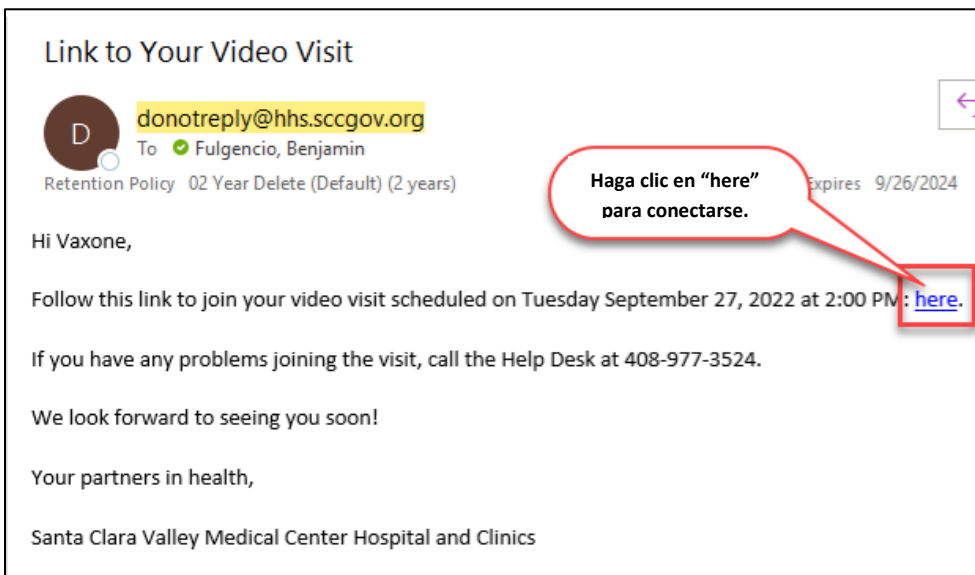 Link to Your Video Visit
D
donotreply@hhs.sccgov.org
To Fulgencio, Benjamin
Retention Policy 02 Year Delete (Default) (2 years)
Expires 9/26/2024
Haga clic en “here”
para conectarse.
Hi Vaxone,
Follow this link to join your video visit scheduled on Tuesday September 27, 2022 at 2:00 PM: here.
If you have any problems joining the visit, call the Help Desk at 408-977-3524.
We look forward to seeing you soon!
Your partners in health,
Santa Clara Valley Medical Center Hospital and Clinics